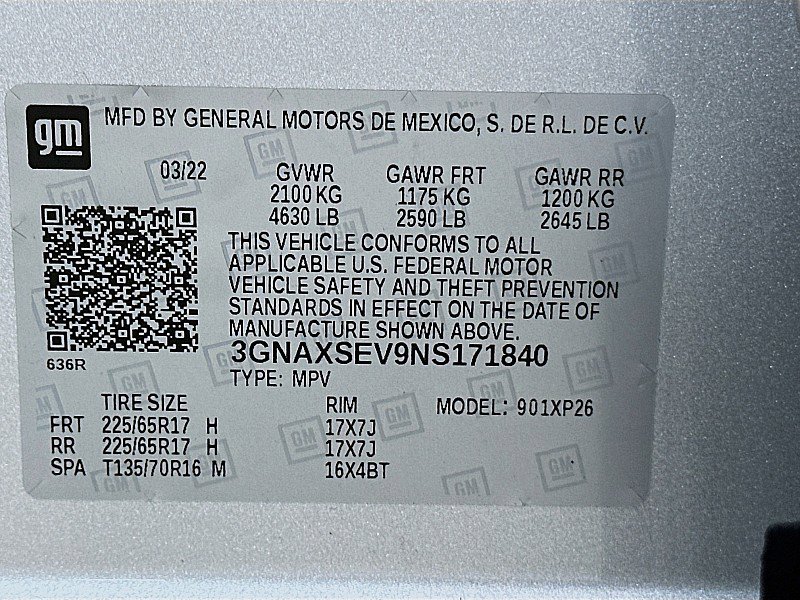 gm MFD BY GENERAL MOTORS DE MEXICO, S. DE R.L. DE C.V.
03/22 GVWR GAWR FRT GAWR RR
2100 KG 1175 KG 1200 KG
4630 LB 2590 LB 2645 LB
THIS VEHICLE CONFORMS TO ALL
APPLICABLE U.S. FEDERAL MOTOR
VEHICLE SAFETY AND THEFT PREVENTION
STANDARDS IN EFFECT ON THE DATE OF
MANUFACTURE SHOWN ABOVE.
3GNAXSEV9NS171840
636R
TYPE: MPV
TIRE SIZE RIM MODEL: 901XP26
FRT 225/65R17 H 17X7J
RR 225/65R17 H 17X7J
SPA T135/70R16 M 16X4BT